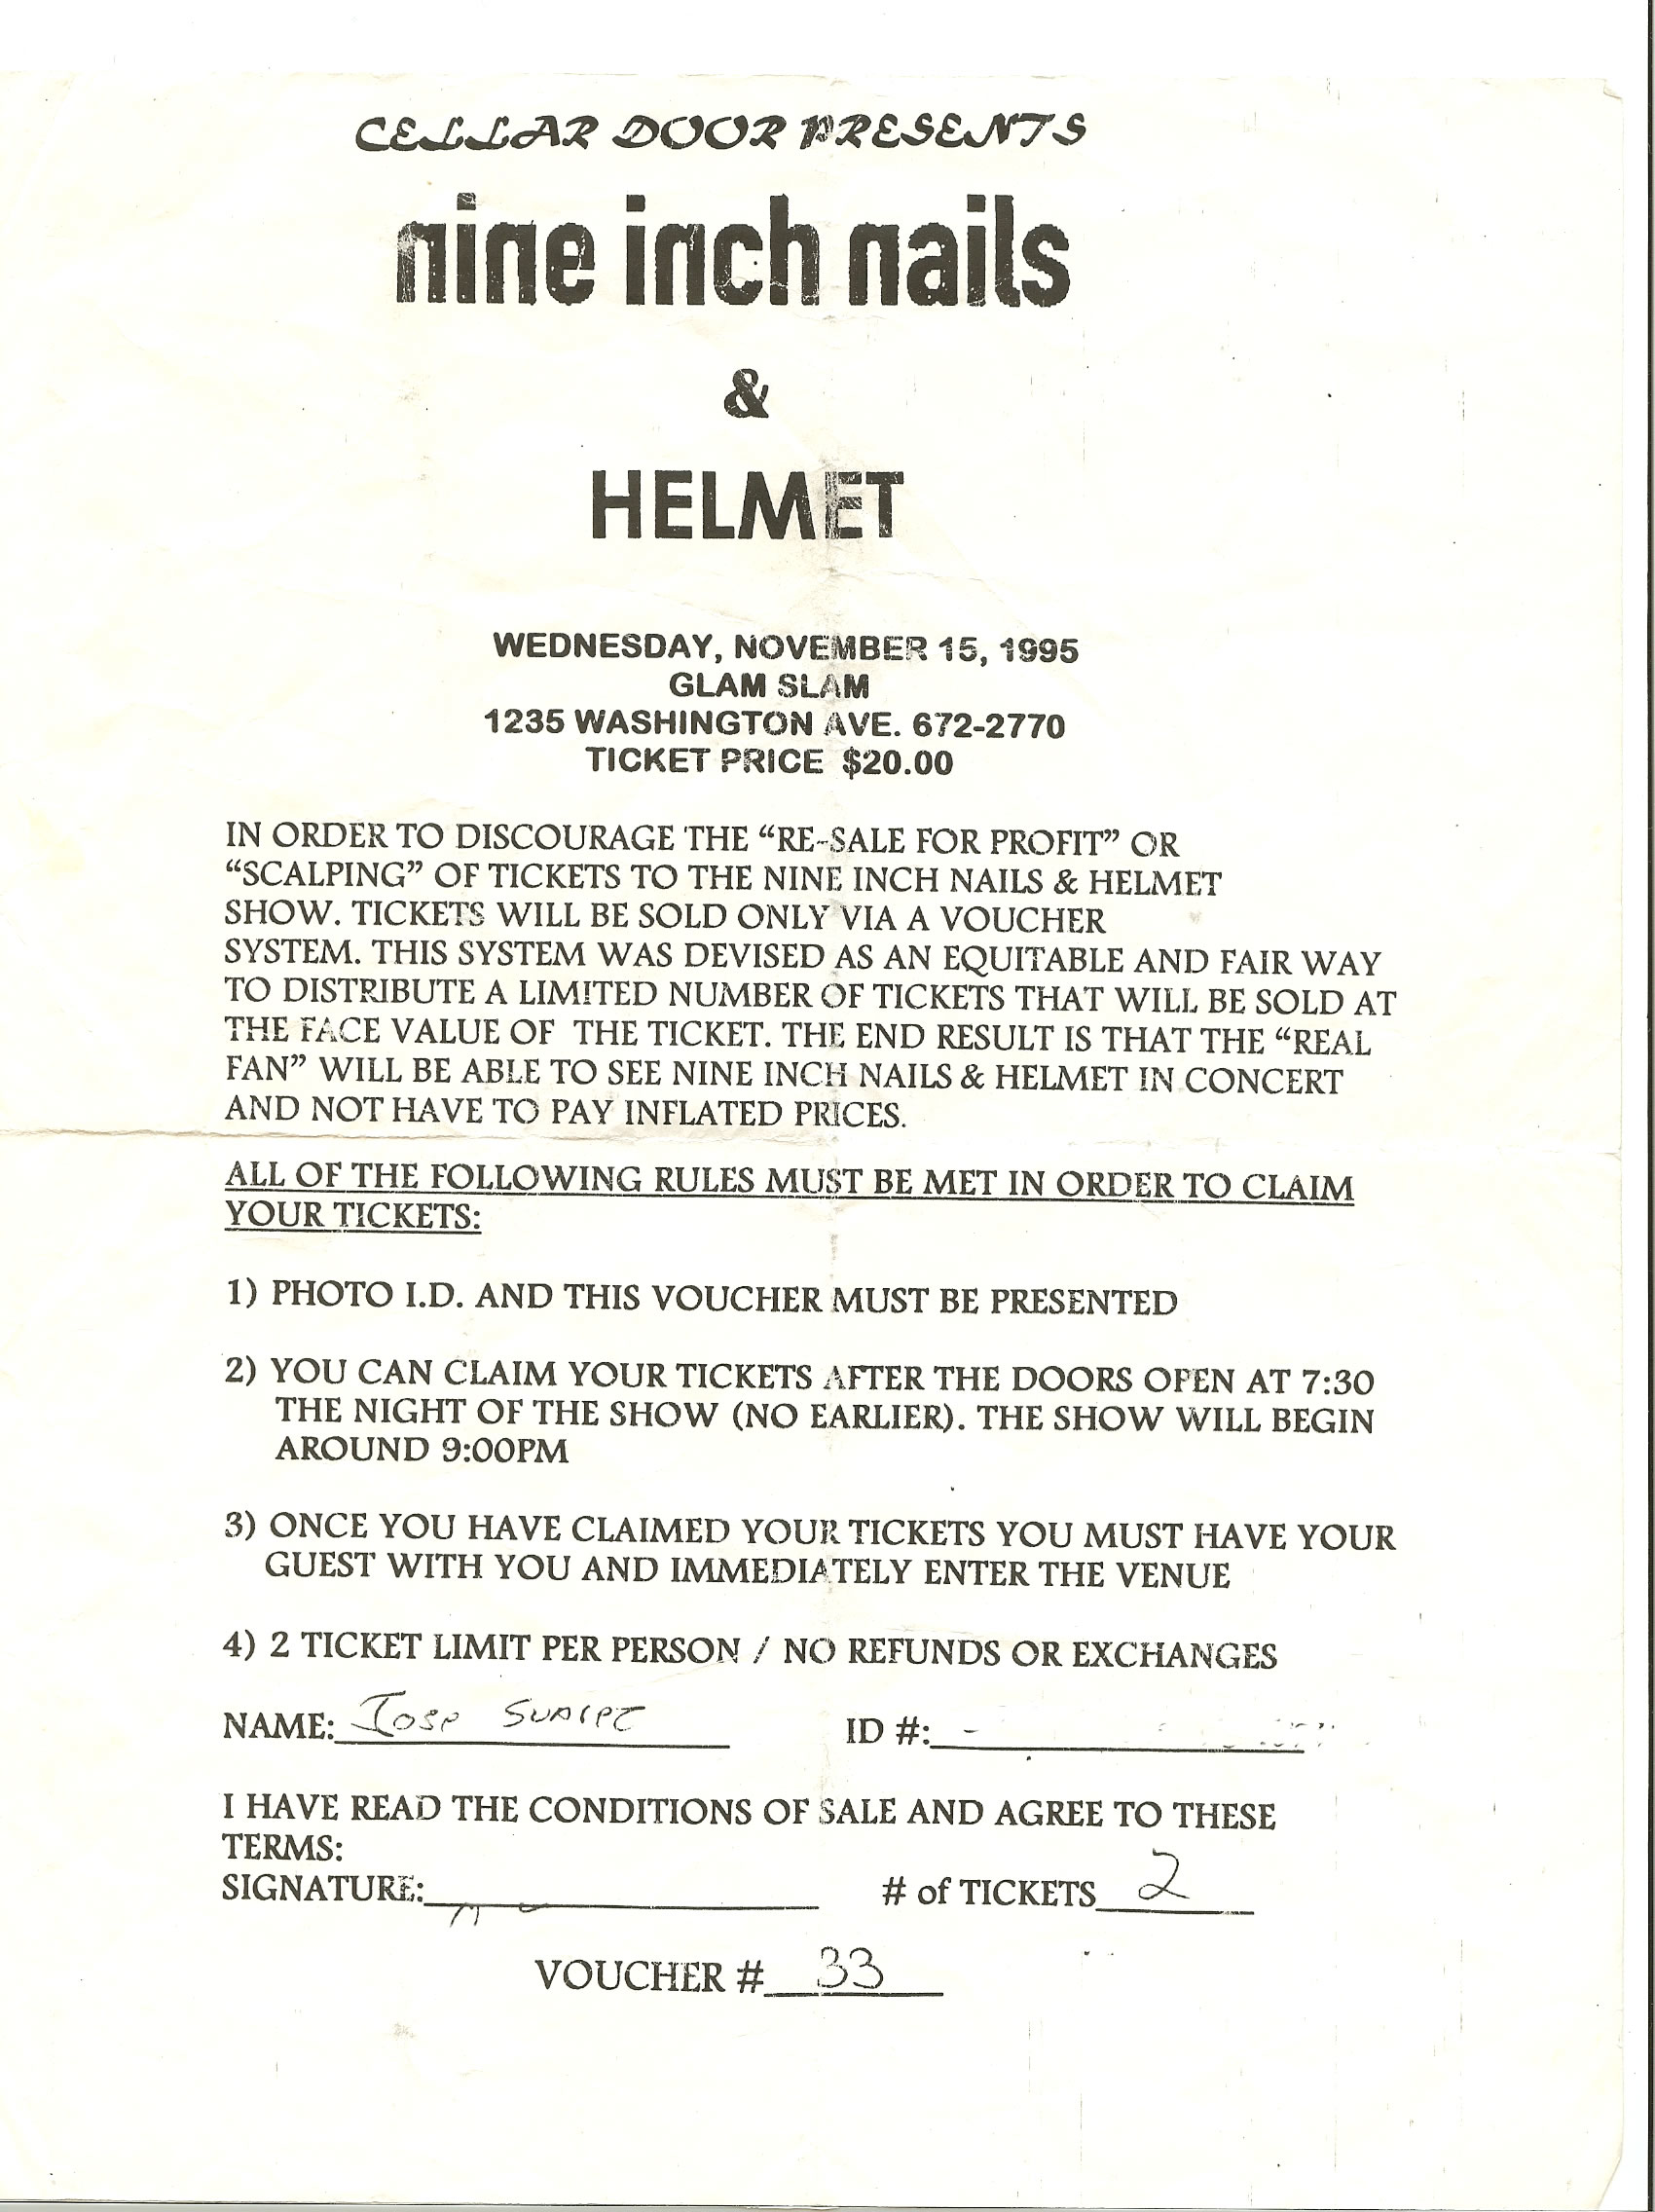 CELLAR DOOR PRESENTS
nine inch nails
&
HELMET
WEDNESDAY, NOVEMBER 15, 1995
GLAM SLAM
1235 WASHINGTON AVE. 672-2770
TICKET PRICE $20.00
IN ORDER TO DISCOURAGE THE “RE-SALE FOR PROFIT” OR
“SCALPING” OF TICKETS TO THE NINE INCH NAILS & HELMET
SHOW. TICKETS WILL BE SOLD ONLY VIA A VOUCHER
SYSTEM. THIS SYSTEM WAS DEVISED AS AN EQUITABLE AND FAIR WAY
TO DISTRIBUTE A LIMITED NUMBER OF TICKETS THAT WILL BE SOLD AT
THE FACE VALUE OF THE TICKET. THE END RESULT IS THAT THE “REAL
FAN” WILL BE ABLE TO SEE NINE INCH NAILS & HELMET IN CONCERT
AND NOT HAVE TO PAY INFLATED PRICES.
ALL OF THE FOLLOWING RULES MUST BE MET IN ORDER TO CLAIM
YOUR TICKETS:
1) PHOTO I.D. AND THIS VOUCHER MUST BE PRESENTED
2) YOU CAN CLAIM YOUR TICKETS AFTER THE DOORS OPEN AT 7:30
THE NIGHT OF THE SHOW (NO EARLIER). THE SHOW WILL BEGIN
AROUND 9:00PM
3) ONCE YOU HAVE CLAIMED YOUR TICKETS YOU MUST HAVE YOUR
GUEST WITH YOU AND IMMEDIATELY ENTER THE VENUE
4) 2 TICKET LIMIT PER PERSON / NO REFUNDS OR EXCHANGES
NAME: Jose Suarez ID #:
I HAVE READ THE CONDITIONS OF SALE AND AGREE TO THESE
TERMS:
SIGNATURE: # of TICKETS 2
VOUCHER # 33